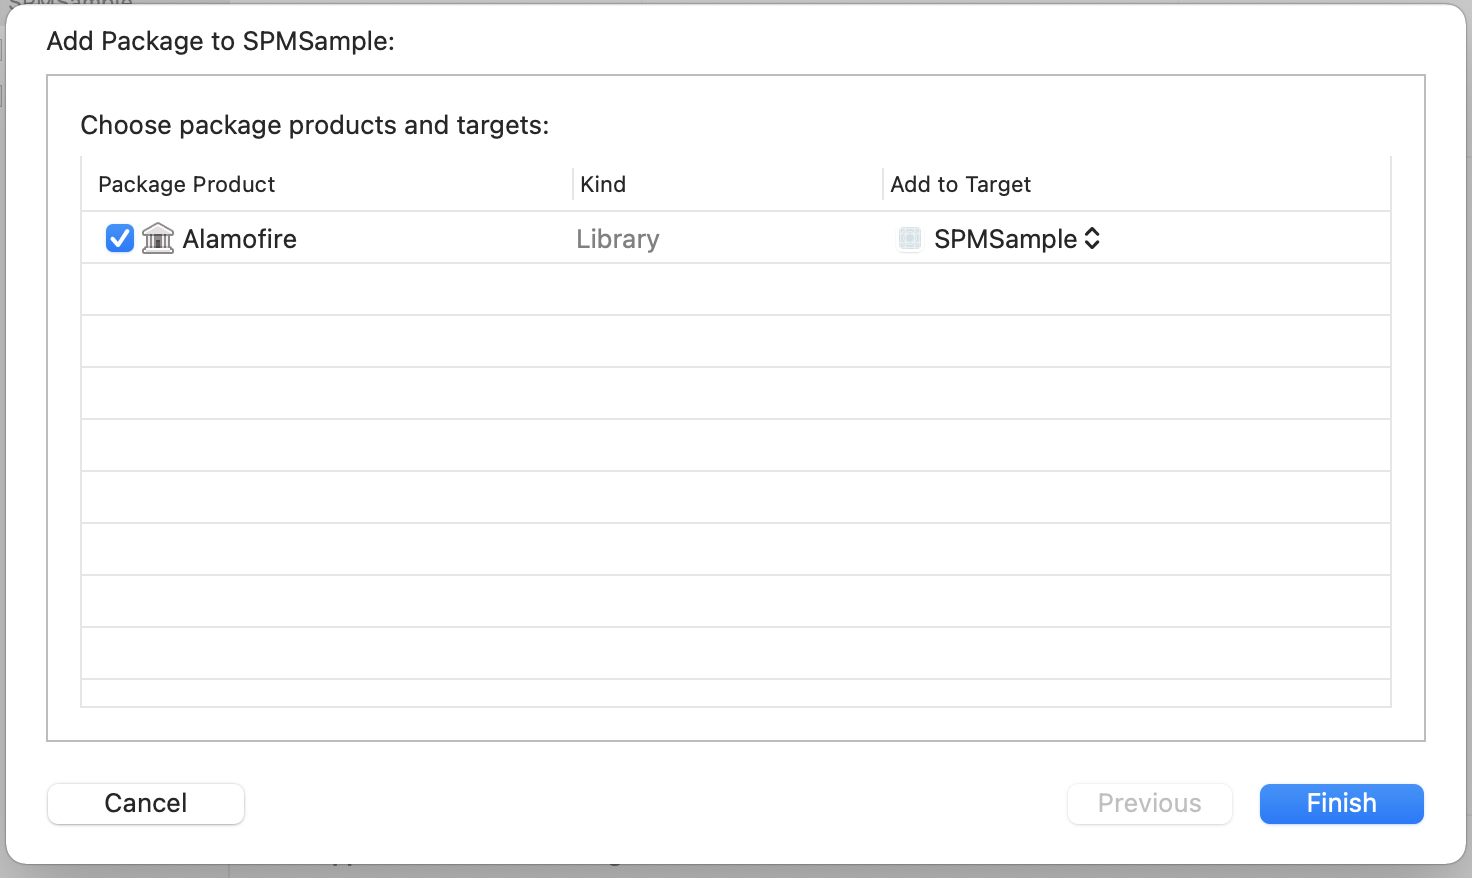 SPMSample
Add Package to SPMSample:
Choose package products and targets:
Package Product Kind Add to Target
Alamofire Library SPMSample
Cancel Previous Finish